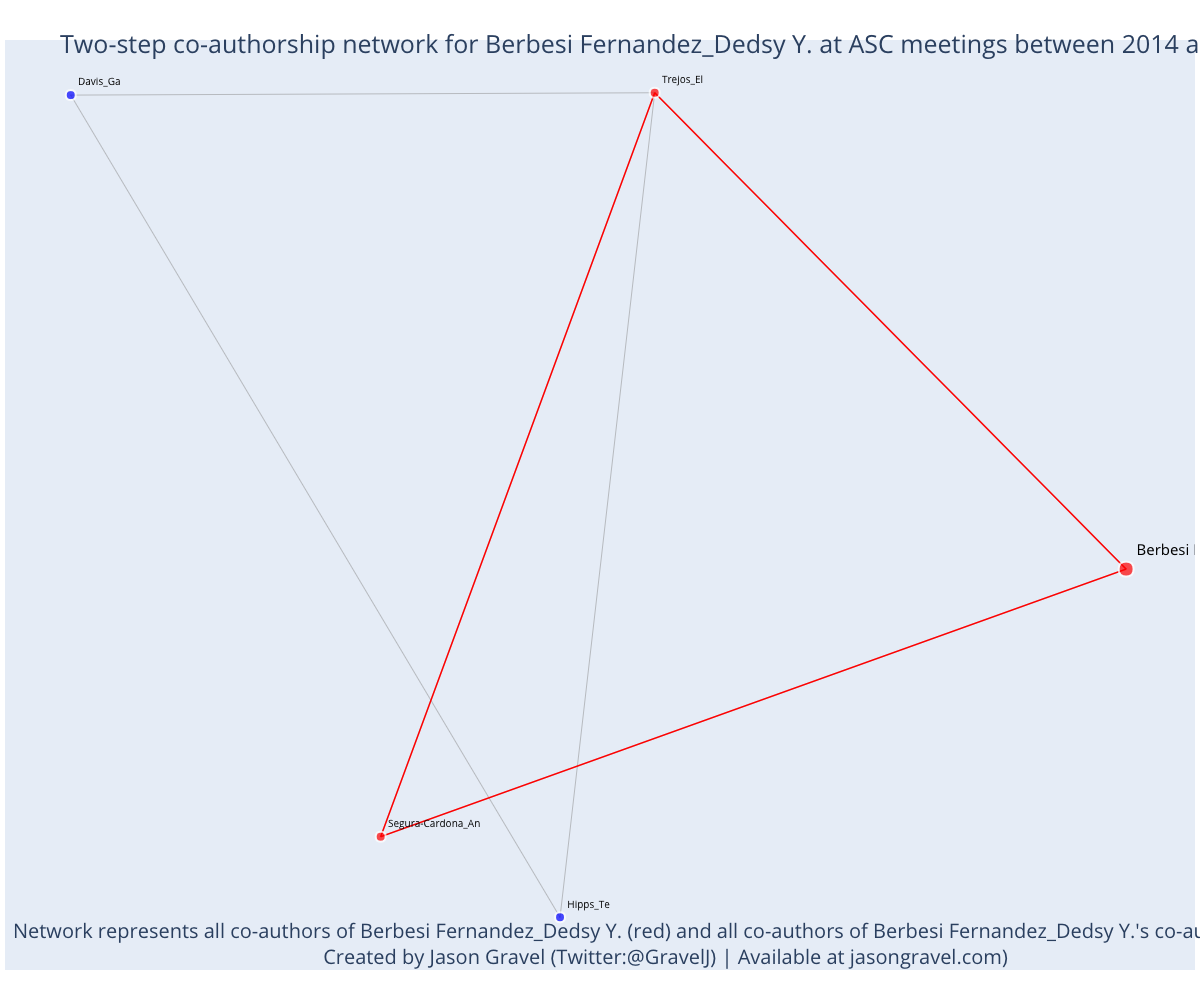 Two-step co-authorship network for Berbesi Fernandez_Dedsy Y. at ASC meetings between 2014
Davis_Ga
Trejos_El
Berbesi
Segura-Cardona_An
Hipps_Te
Network represents all co-authors of Berbesi Fernandez_Dedsy Y. (red) and all co-authors of Berbesi Fernandez_Dedsy Y.'s
Created by Jason Gravel (Twitter:@GravelJ) | Available at jasongravel.com)